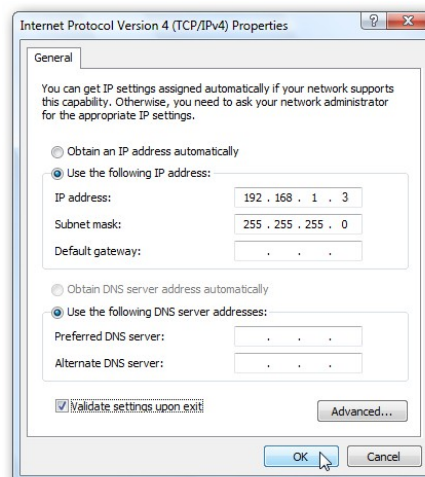 Internet Protocol Version 4 (TCP/IPv4) Properties
General
You can get IP settings assigned automatically if your network supports
this capability. Otherwise, you need to ask your network administrator
for the appropriate IP settings.
Obtain an IP address automatically
Use the following IP address:
IP address: 192 . 168 . 1 . 3
Subnet mask: 255 . 255 . 255 . 0
Default gateway: . . .
Obtain DNS server address automatically
Use the following DNS server addresses:
Preferred DNS server: . . .
Alternate DNS server: . . .
Validate settings upon exit
Advanced...
OK Cancel